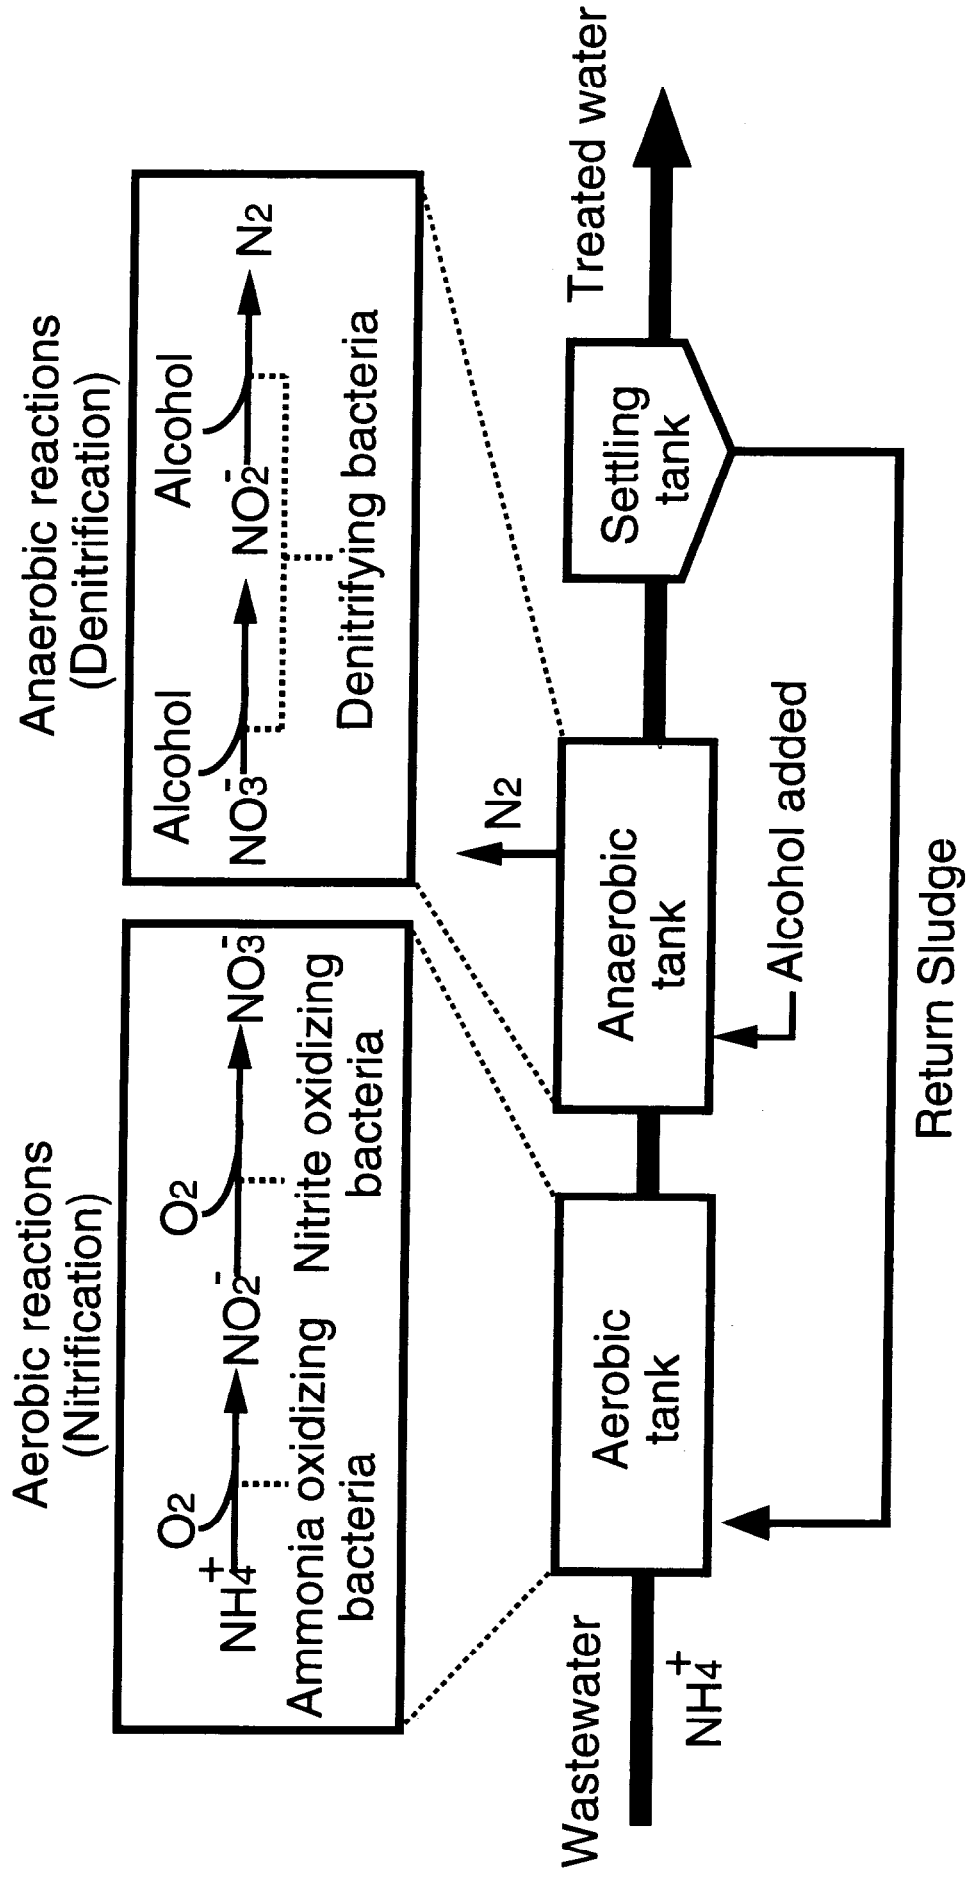 Aerobic reactions
(Nitrification)
O2
O2
NH4+
NO2-
NO3-
Ammonia oxidizing
bacteria
Nitrite oxidizing
bacteria
Anaerobic reactions
(Denitrification)
Alcohol
Alcohol
NO3-
NO2-
N2
Denitrifying bacteria
Wastewater
NH4+
Aerobic
tank
Anaerobic
tank
N2
Alcohol added
Settling
tank
Treated water
Return Sludge